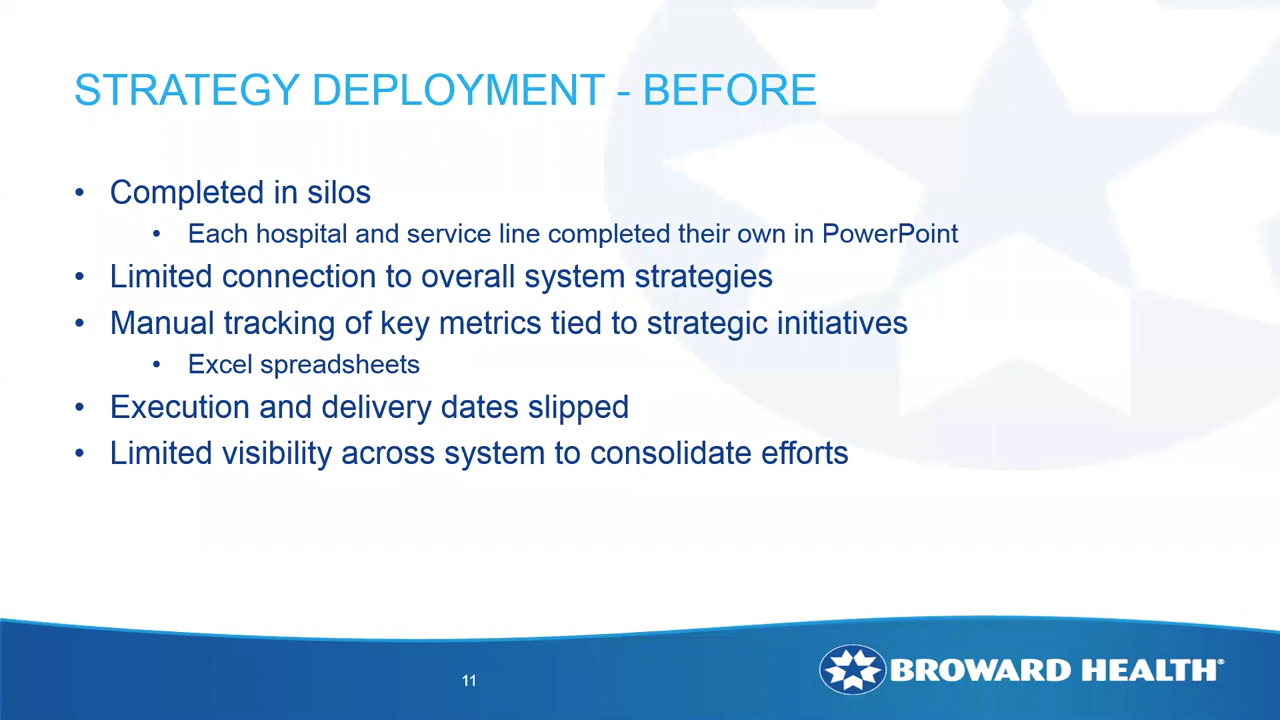 STRATEGY DEPLOYMENT - BEFORE
• Completed in silos
• Each hospital and service line completed their own in PowerPoint
• Limited connection to overall system strategies
• Manual tracking of key metrics tied to strategic initiatives
• Excel spreadsheets
• Execution and delivery dates slipped
• Limited visibility across system to consolidate efforts
11
BROWARD HEALTH®